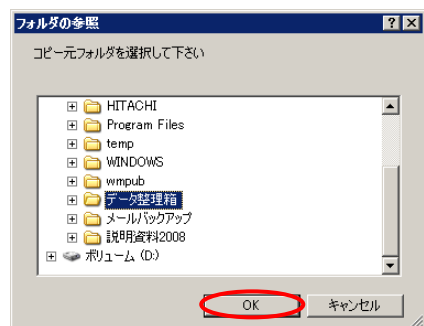 フォルダの参照
コピー元フォルダを選択して下さい
HITACHI
Program Files
temp
WINDOWS
wmpub
データ整理箱
メールバックアップ
説明資料2008
ボリューム (D:)
OK キャンセル